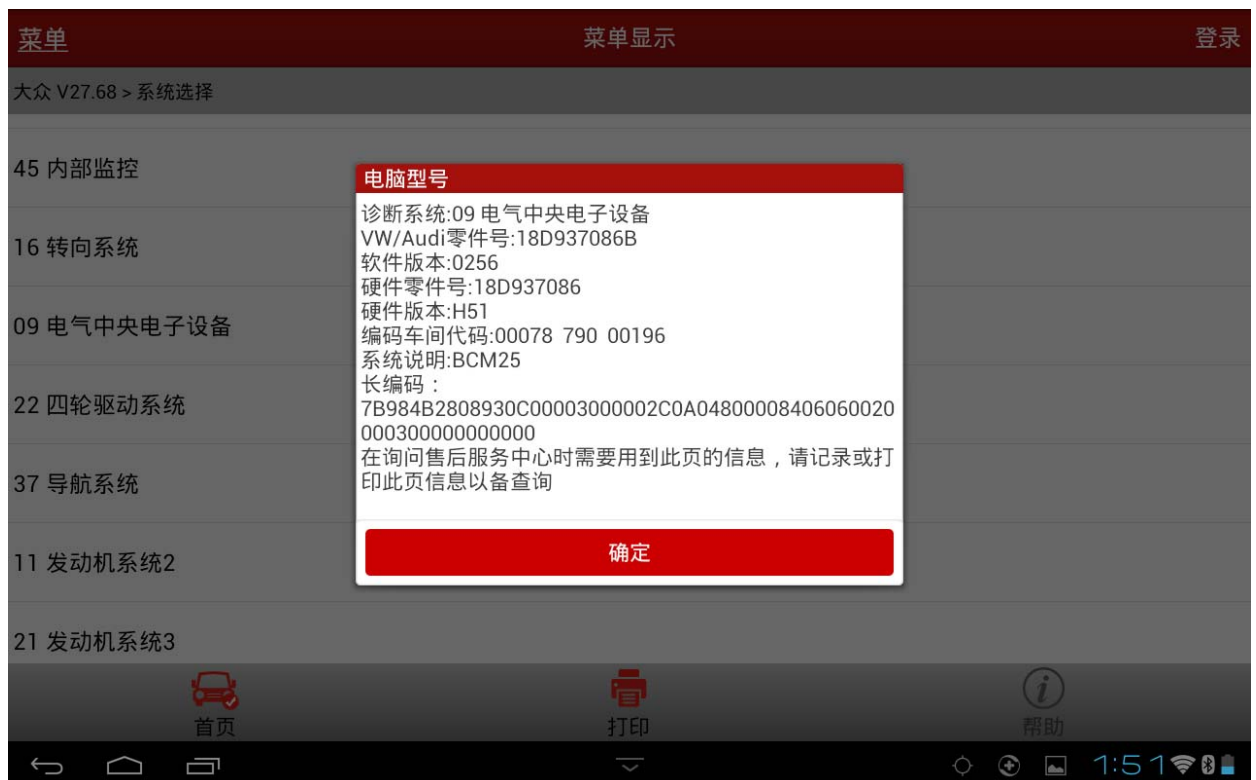 菜单
菜单显示
登录
大众 V27.68 > 系统选择
45 内部监控
16 转向系统
09 电气中央电子设备
22 四轮驱动系统
37 导航系统
11 发动机系统2
21 发动机系统3
电脑型号
诊断系统:09 电气中央电子设备
VW/Audi零件号:18D937086B
软件版本:0256
硬件零件号:18D937086
硬件版本:H51
编码车间代码:00078 790 00196
系统说明:BCM25
长编码：
7B984B2808930C00003000002C0A04800008406060020
000300000000000
在询问售后服务中心时需要用到此页的信息，请记录或打
印此页信息以备查询
确定
首页
打印
帮助
1:51